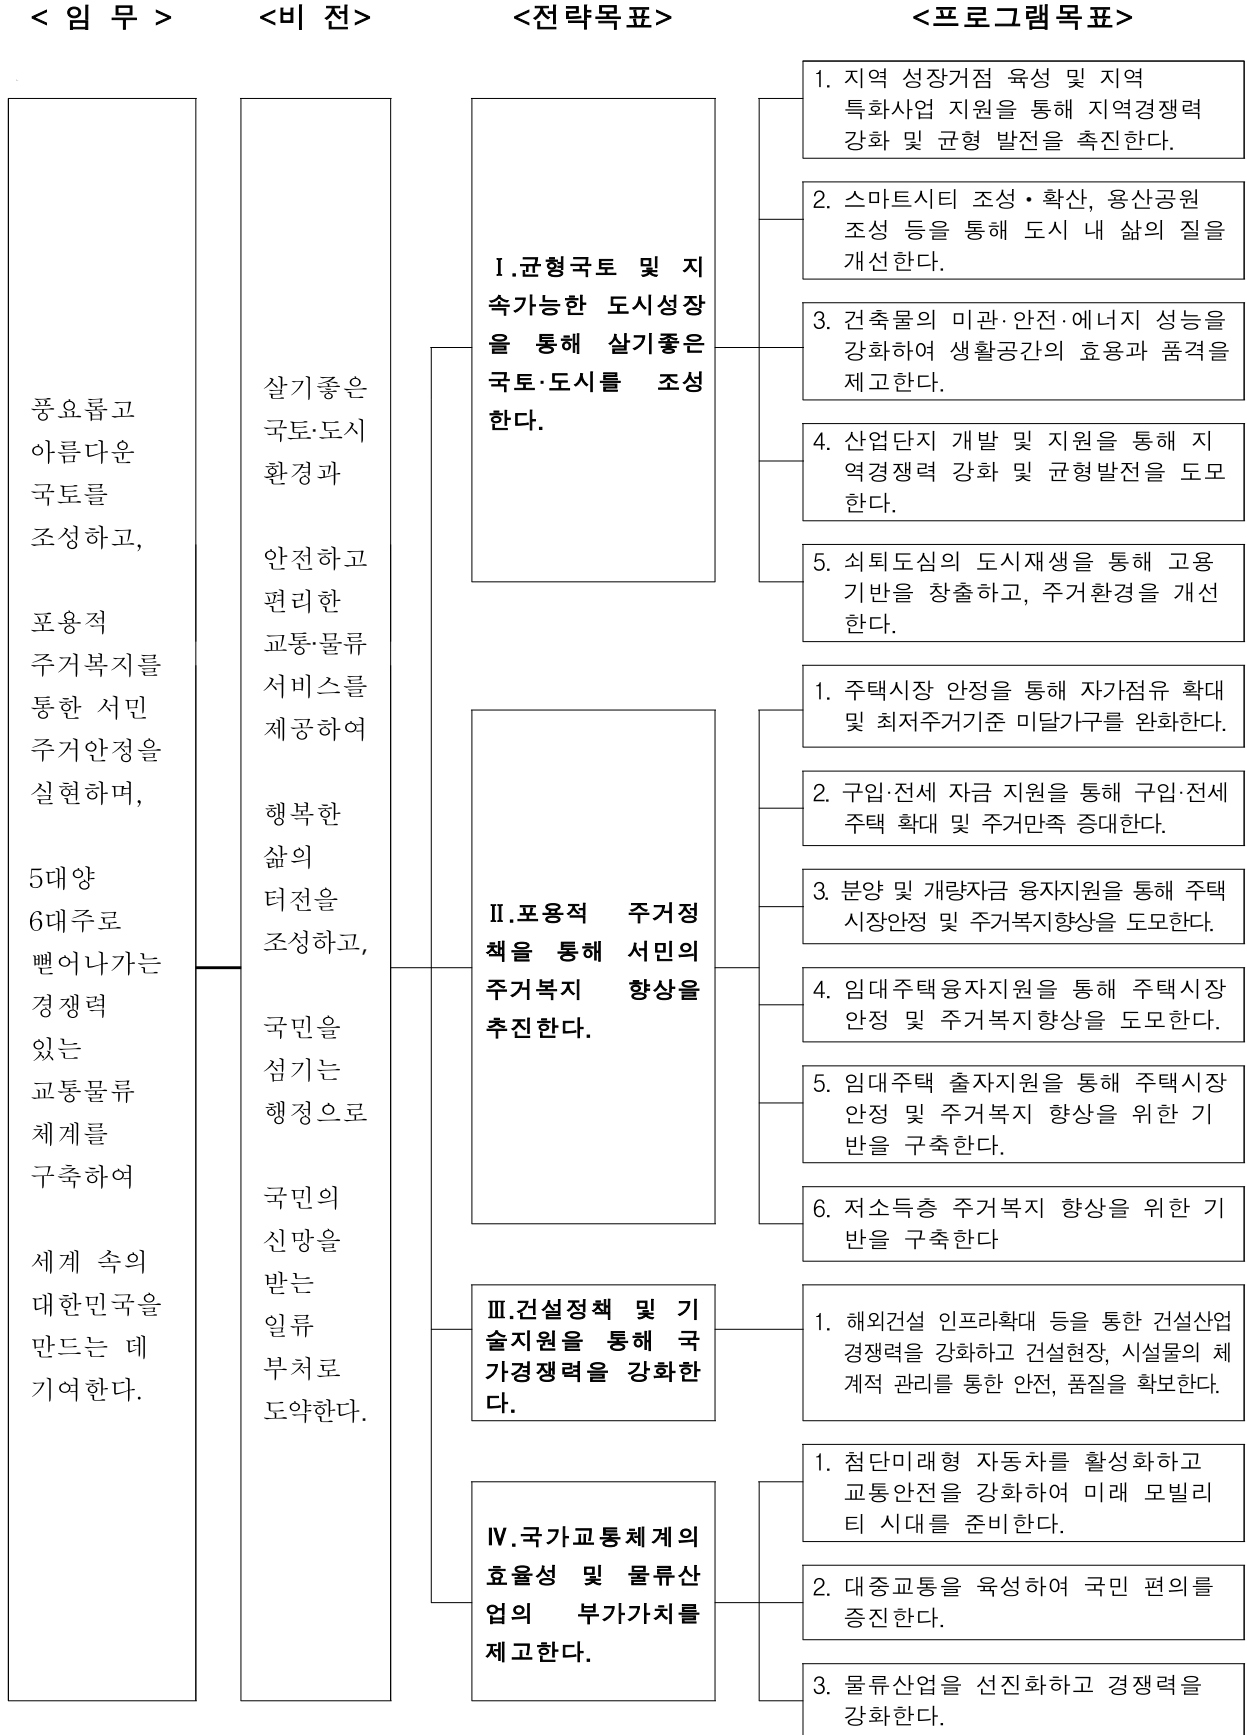 < 임 무 >
<비 전>
<전략목표>
<프로그램목표>
풍요롭고
아름다운
국토를
조성하고,
포용적
주거복지를
통한 서민
주거안정을
실현하며,
5대양
6대주로
뻗어나가는
경쟁력
있는
교통물류
체계를
구축하여
세계 속의
대한민국을
만드는 데
기여한다.
살기좋은
국토·도시
환경과
안전하고
편리한
교통·물류
서비스를
제공하여
행복한
삶의
터전을
조성하고,
국민을
섬기는
행정으로
국민의
신망을
받는
일류
부처로
도약한다.
Ⅰ.균형국토 및 지
속가능한 도시성장
을 통해 살기좋은
국토·도시를 조성
한다.
1. 지역 성장거점 육성 및 지역
특화사업 지원을 통해 지역경쟁력
강화 및 균형 발전을 촉진한다.
2. 스마트시티 조성·확산, 용산공원
조성 등을 통해 도시 내 삶의 질을
개선한다.
3. 건축물의 미관·안전·에너지 성능을
강화하여 생활공간의 효용과 품격을
제고한다.
4. 산업단지 개발 및 지원을 통해 지
역경쟁력 강화 및 균형발전을 도모
한다.
5. 쇠퇴도심의 도시재생을 통해 고용
기반을 창출하고, 주거환경을 개선
한다.
Ⅱ.포용적 주거정
책을 통해 서민의
주거복지 향상을
추진한다.
1. 주택시장 안정을 통해 자가점유 확대
및 최저주거기준 미달가구를 완화한다.
2. 구입·전세 자금 지원을 통해 구입·전세
주택 확대 및 주거만족 증대한다.
3. 분양 및 개량자금 융자지원을 통해 주택
시장안정 및 주거복지향상을 도모한다.
4. 임대주택융자지원을 통해 주택시장
안정 및 주거복지향상을 도모한다.
5. 임대주택 출자지원을 통해 주택시장
안정 및 주거복지 향상을 위한 기
반을 구축한다.
6. 저소득층 주거복지 향상을 위한 기
반을 구축한다
Ⅲ.건설정책 및 기
술지원을 통해 국
가경쟁력을 강화한
다.
1. 해외건설 인프라확대 등을 통한 건설산업
경쟁력을 강화하고 건설현장, 시설물의 체
계적 관리를 통한 안전, 품질을 확보한다.
Ⅳ.국가교통체계의
효율성 및 물류산
업의 부가가치를
제고한다.
1. 첨단미래형 자동차를 활성화하고
교통안전을 강화하여 미래 모빌리
티 시대를 준비한다.
2. 대중교통을 육성하여 국민 편의를
증진한다.
3. 물류산업을 선진화하고 경쟁력을
강화한다.